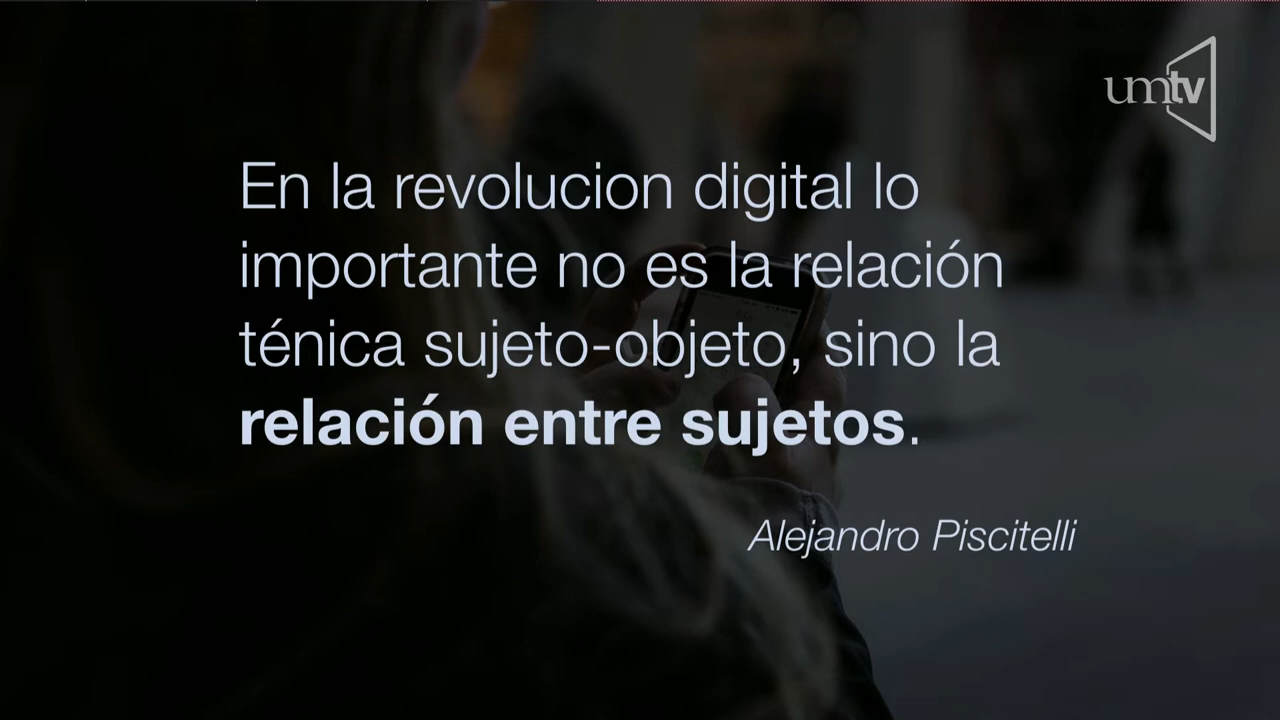 umtv
En la revolucion digital lo
importante no es la relación
ténica sujeto-objeto, sino la
relación entre sujetos.
Alejandro Piscitelli